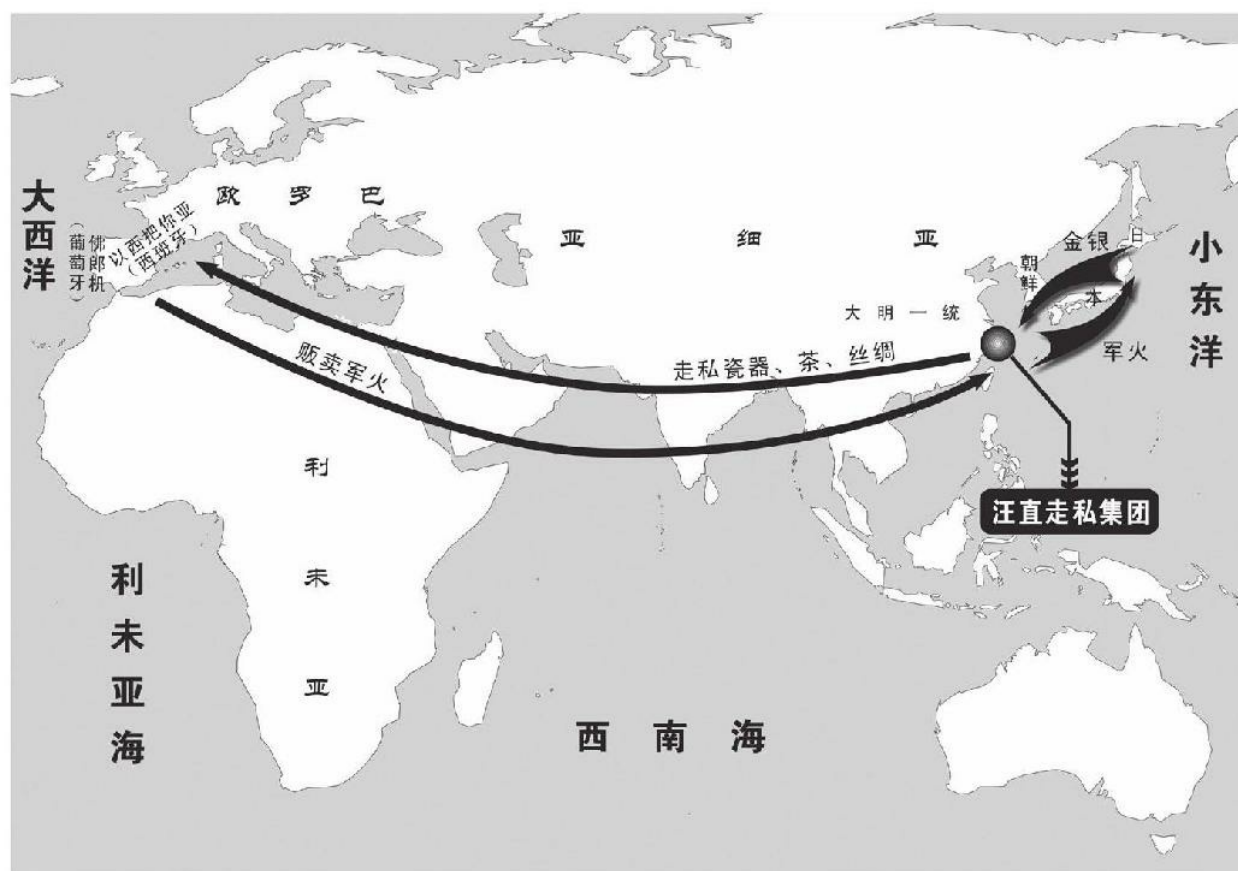 大西洋
佛郎机
（葡萄牙）
以西把你亚
（西班牙）
欧罗巴
亚细亚
大明一统
朝鲜
日本
金银
军火
小东洋
走私瓷器、茶、丝绸
贩卖军火
汪直走私集团
利未亚
利未亚海
西南海